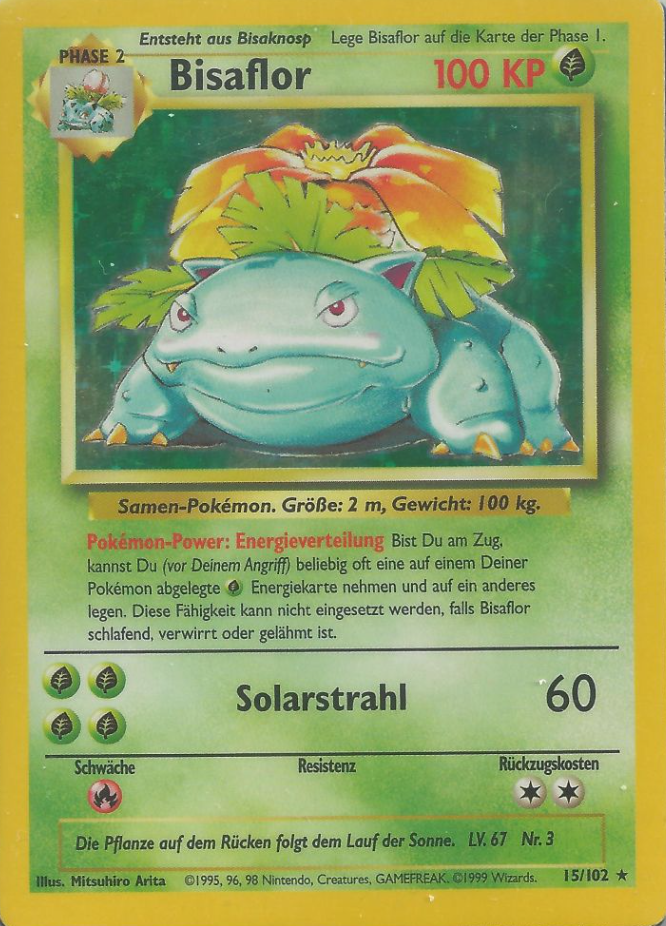 Entsteht aus Bisaknosp Lege Bisaflor auf die Karte der Phase 1.
PHASE 2
Bisaflor 100 KP
Samen-Pokémon. Größe: 2 m, Gewicht: 100 kg.
Pokémon-Power: Energieverteilung Bist Du am Zug,
kannst Du (vor Deinem Angriff) beliebig oft eine auf einem Deiner
Pokémon abgelegte Energiekarte nehmen und auf ein anderes
legen. Diese Fähigkeit kann nicht eingesetzt werden, falls Bisaflor
schlafend, verwirrt oder gelähmt ist.
Solarstrahl 60
Schwäche Resistenz Rückzugskosten
Die Pflanze auf dem Rücken folgt dem Lauf der Sonne. LV. 67 Nr. 3
Illus. Mitsuhiro Arita ©1995, 96, 98 Nintendo, Creatures, GAMEFREAK. ©1999 Wizards. 15/102 ★